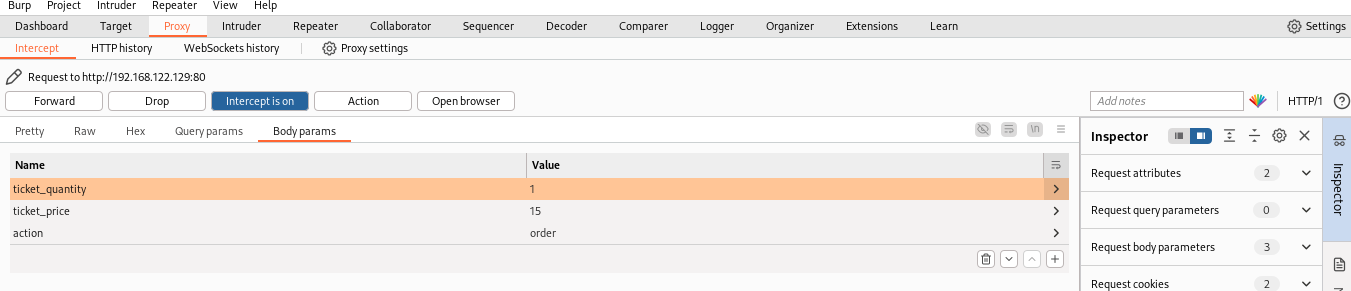 Burp Project Intruder Repeater View Help
Dashboard Target Proxy Intruder Repeater Collaborator Sequencer Decoder Comparer Logger Organizer Extensions Learn Settings
Intercept HTTP history WebSockets history Proxy settings
Request to http://192.168.122.129:80
Forward Drop Intercept is on Action Open browser Add notes HTTP/1
Pretty Raw Hex Query params Body params \n
Inspector
Name Value
ticket_quantity 1
ticket_price 15
action order
Request attributes 2
Request query parameters 0
Request body parameters 3
Request cookies 2
Inspector